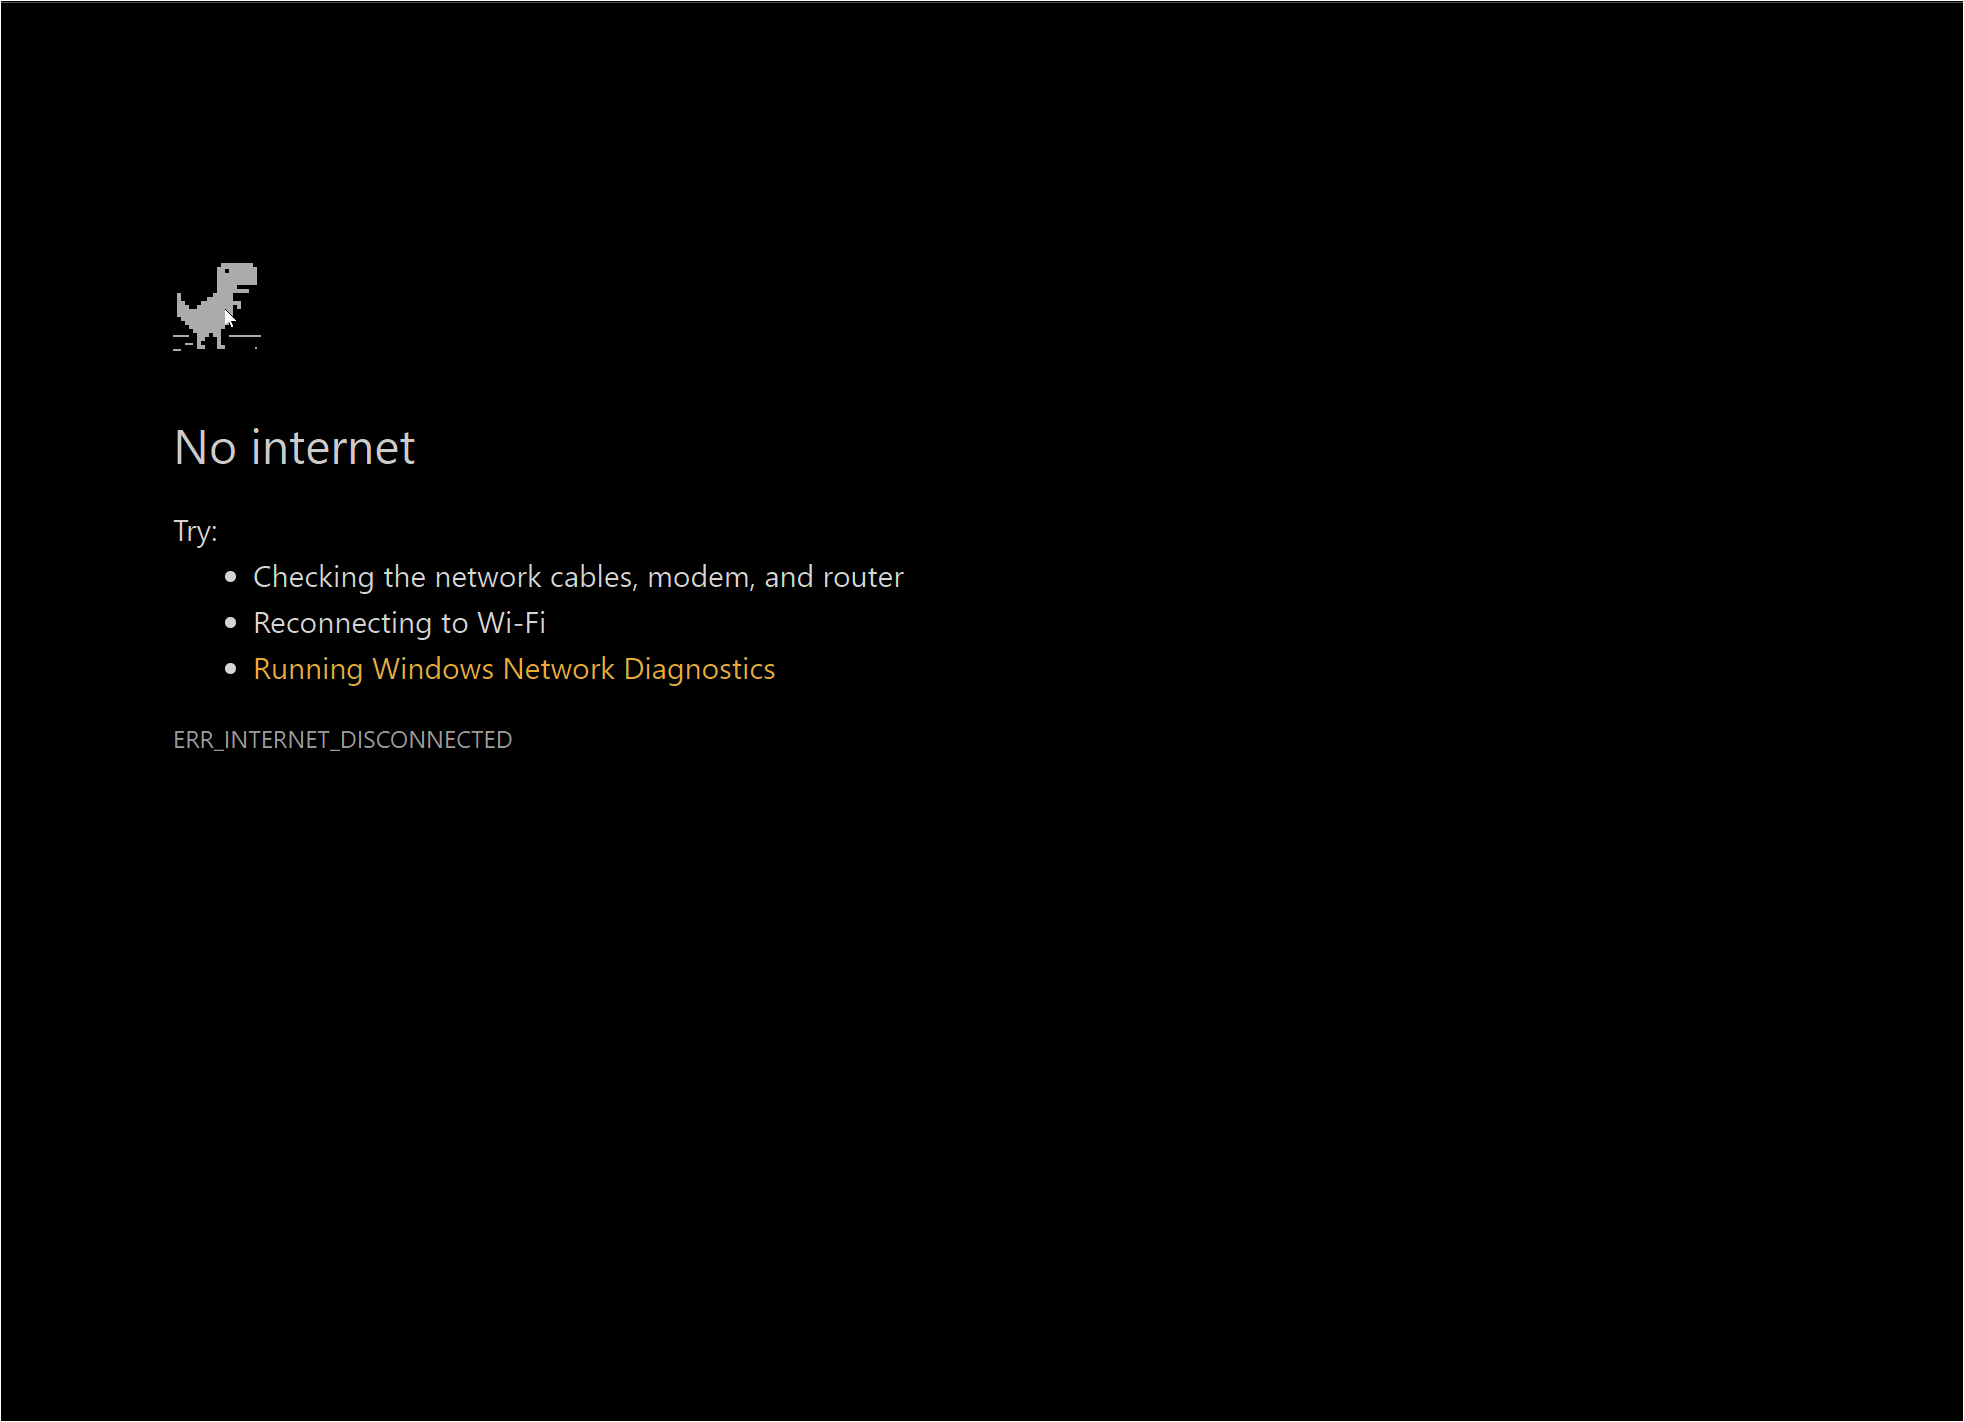 No internet
Try:
Checking the network cables, modem, and router
Reconnecting to Wi-Fi
Running Windows Network Diagnostics
ERR_INTERNET_DISCONNECTED